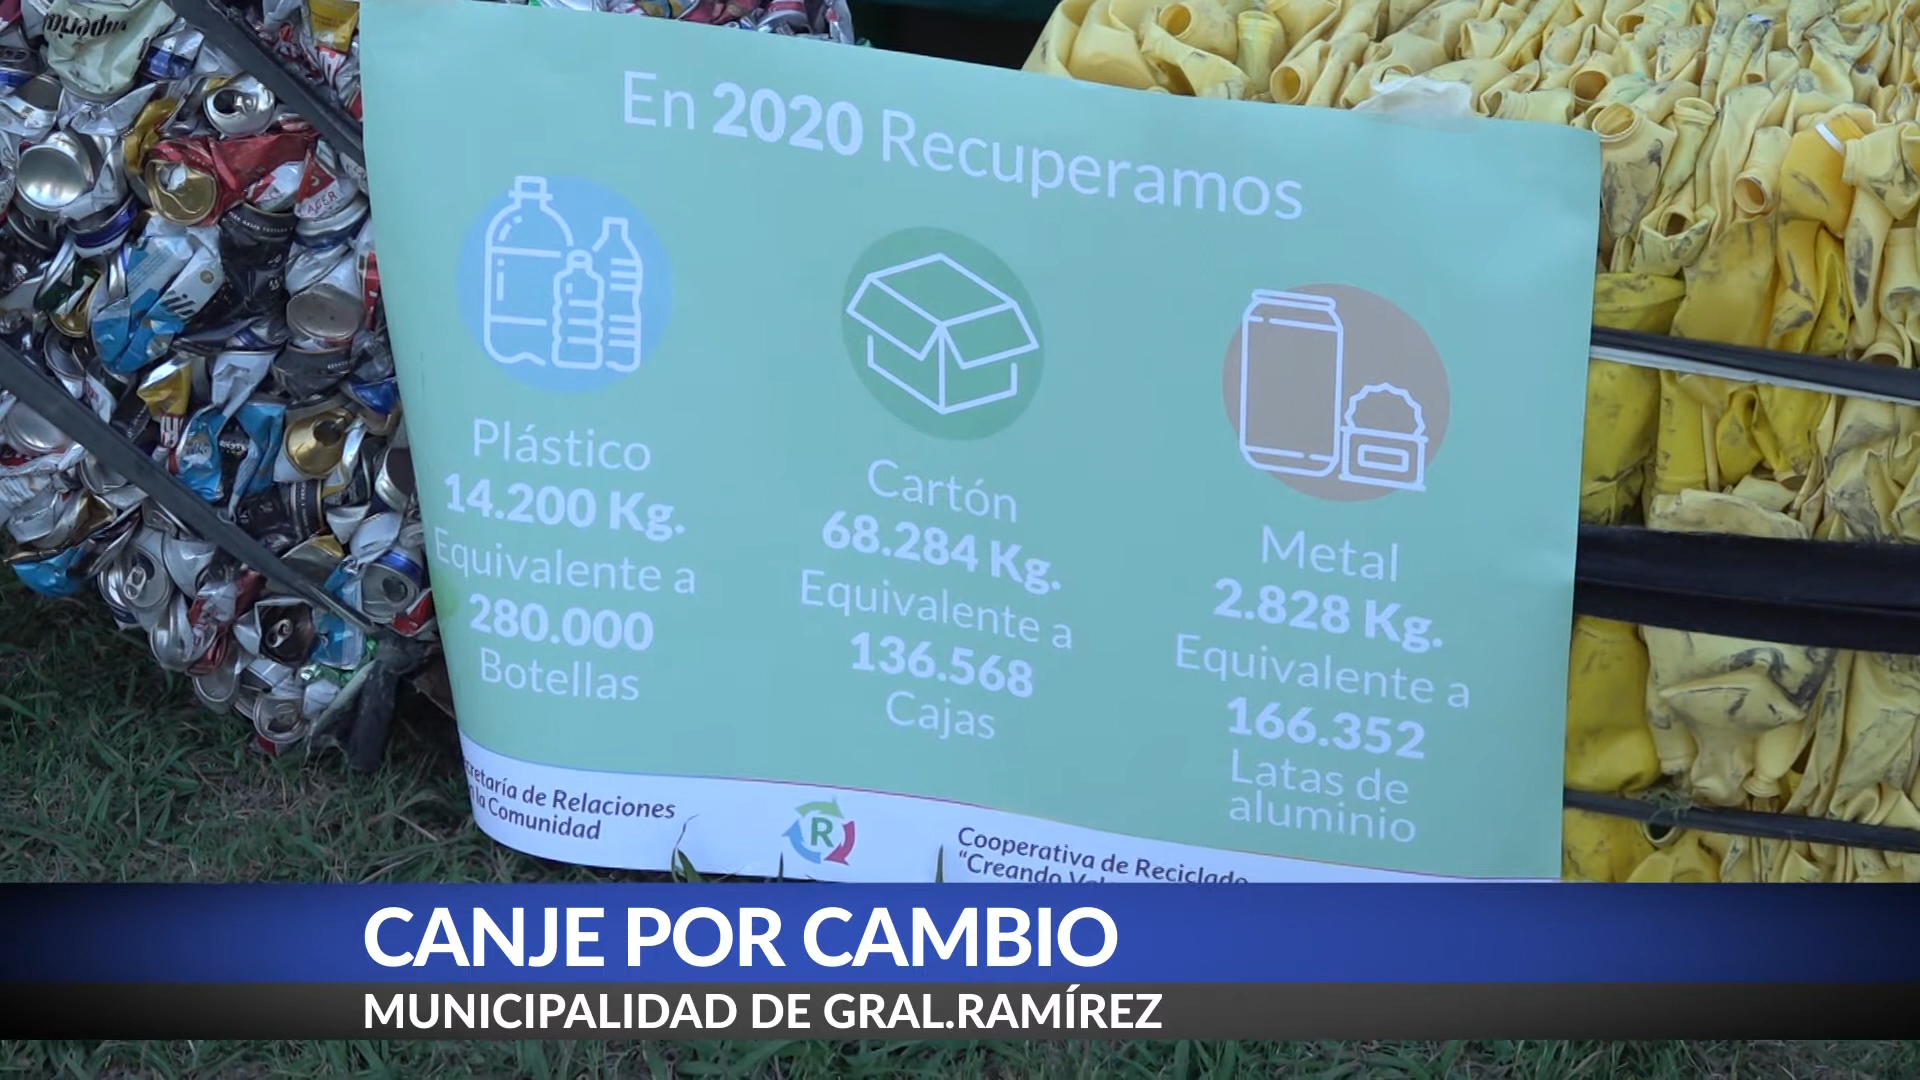 En 2020 Recuperamos
Plástico
14.200 Kg.
Equivalente a
280.000
Botellas
Cartón
68.284 Kg.
Equivalente a
136.568
Cajas
Metal
2.828 Kg.
Equivalente a
166.352
Latas de
aluminio
de Relaciones
la Comunidad
R
Cooperativa de Reciclado
“Creando
CANJE POR CAMBIO
MUNICIPALIDAD DE GRAL.RAMÍREZ